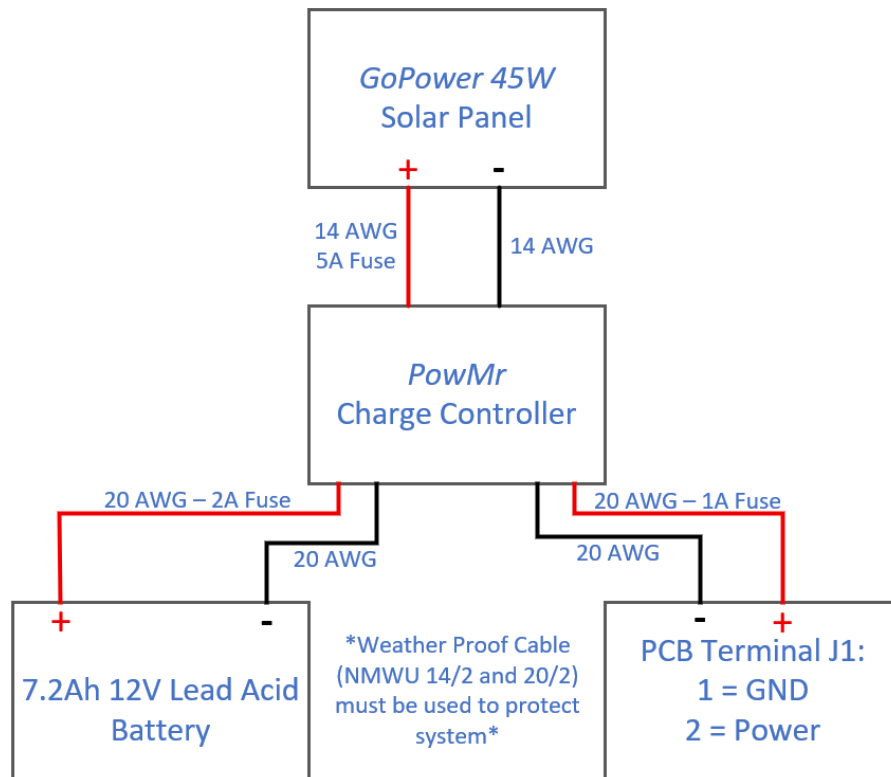 GoPower 45W
Solar Panel
+ -
14 AWG
5A Fuse
14 AWG
PowMr
Charge Controller
20 AWG – 2A Fuse
20 AWG – 1A Fuse
20 AWG
20 AWG
+ -
- +
7.2Ah 12V Lead Acid
Battery
*Weather Proof Cable
(NMWU 14/2 and 20/2)
must be used to protect
system*
PCB Terminal J1:
1 = GND
2 = Power